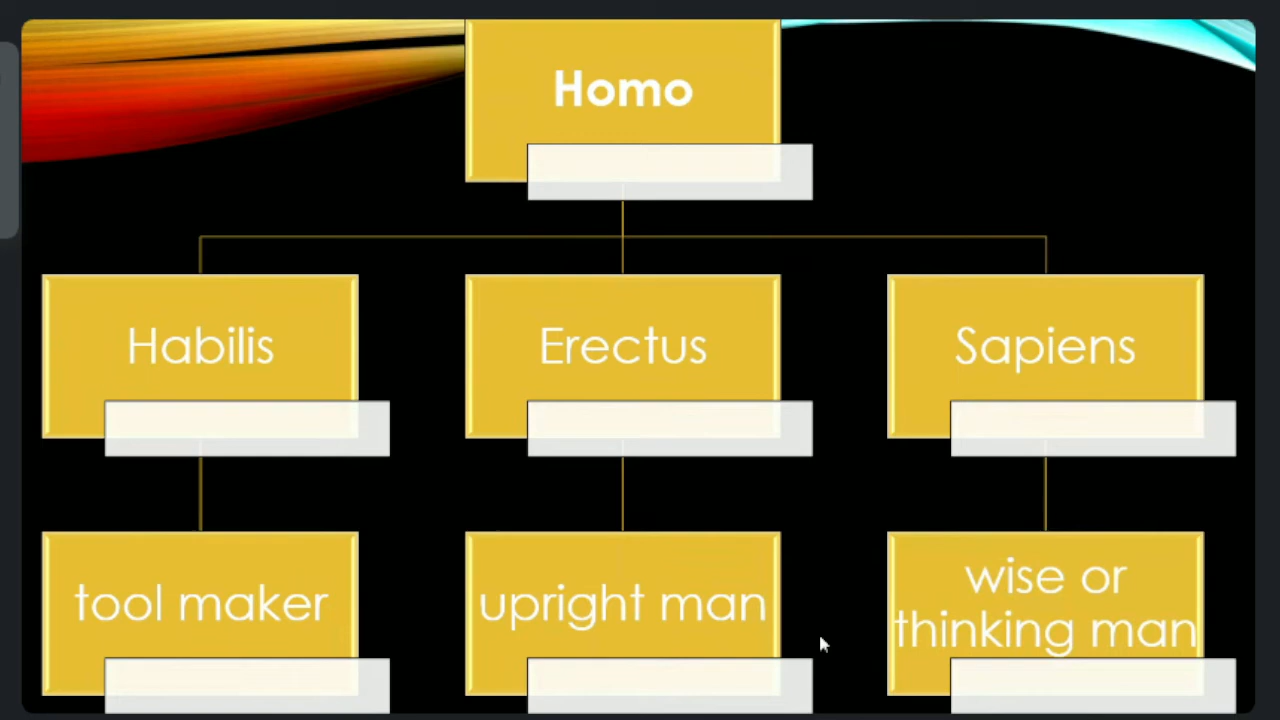 Homo
Habilis
Erectus
Sapiens
tool maker
upright man
wise or
thinking man